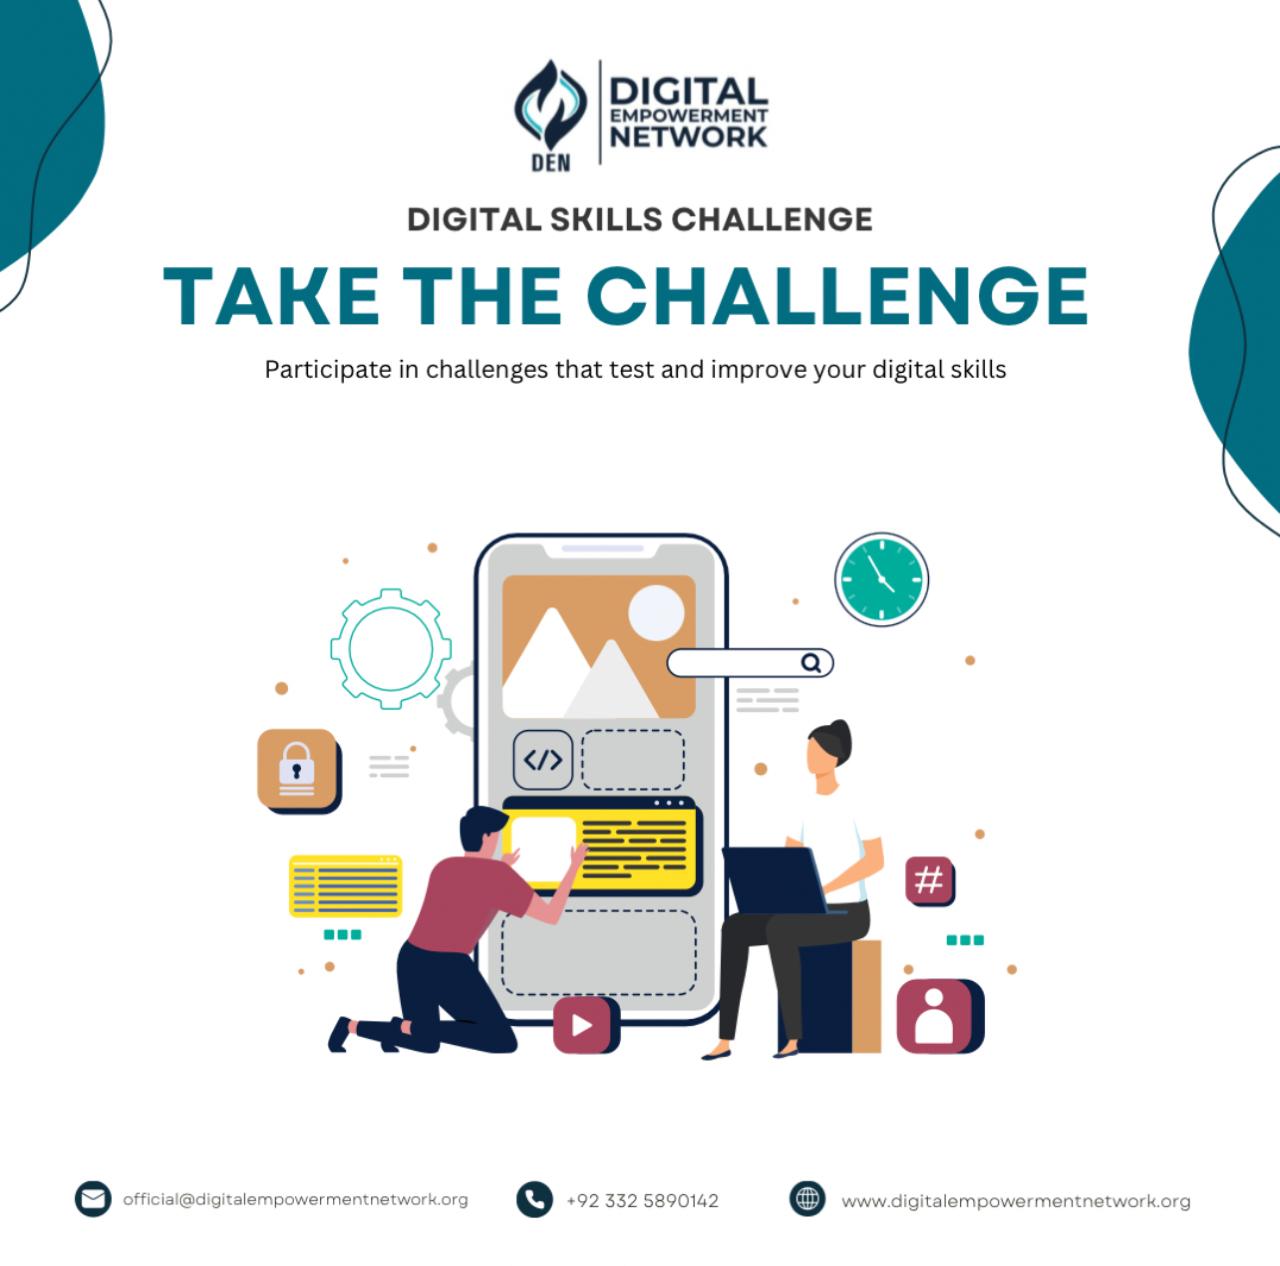 DIGITAL
EMPOWERMENT
NETWORK
DEN
DIGITAL SKILLS CHALLENGE
TAKE THE CHALLENGE
Participate in challenges that test and improve your digital skills
</>
#
official@digitalempowermentnetwork.org
+92 332 5890142
www.digitalempowermentnetwork.org